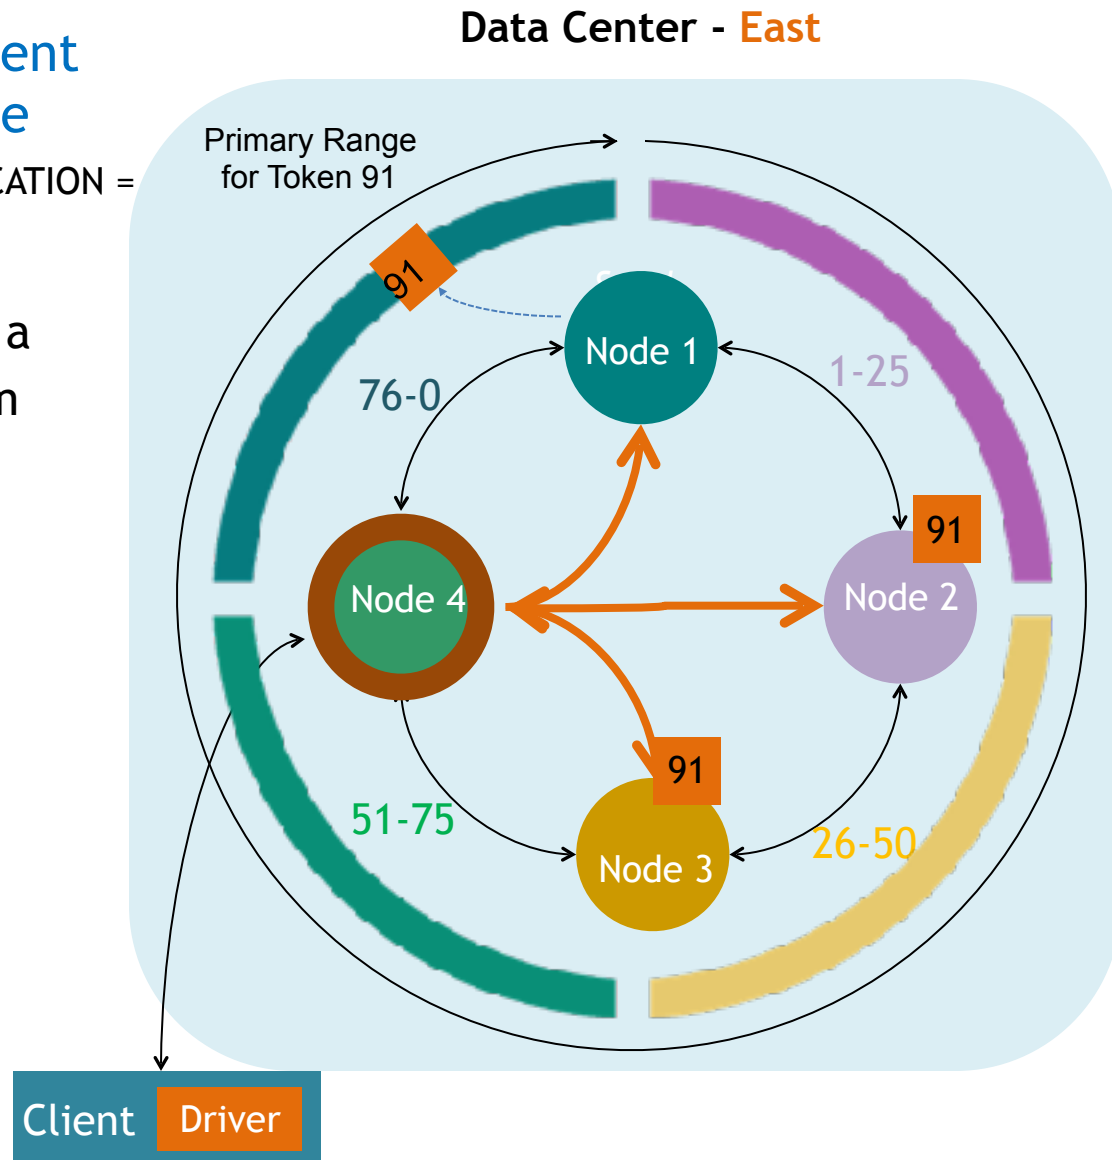 Data Center - East
ent
e
CATION =
a
Primary Range
for Token 91
91
Node 1
76-0
1-25
91
Node 4
Node 2
91
51-75
26-50
Node 3
Client
Driver